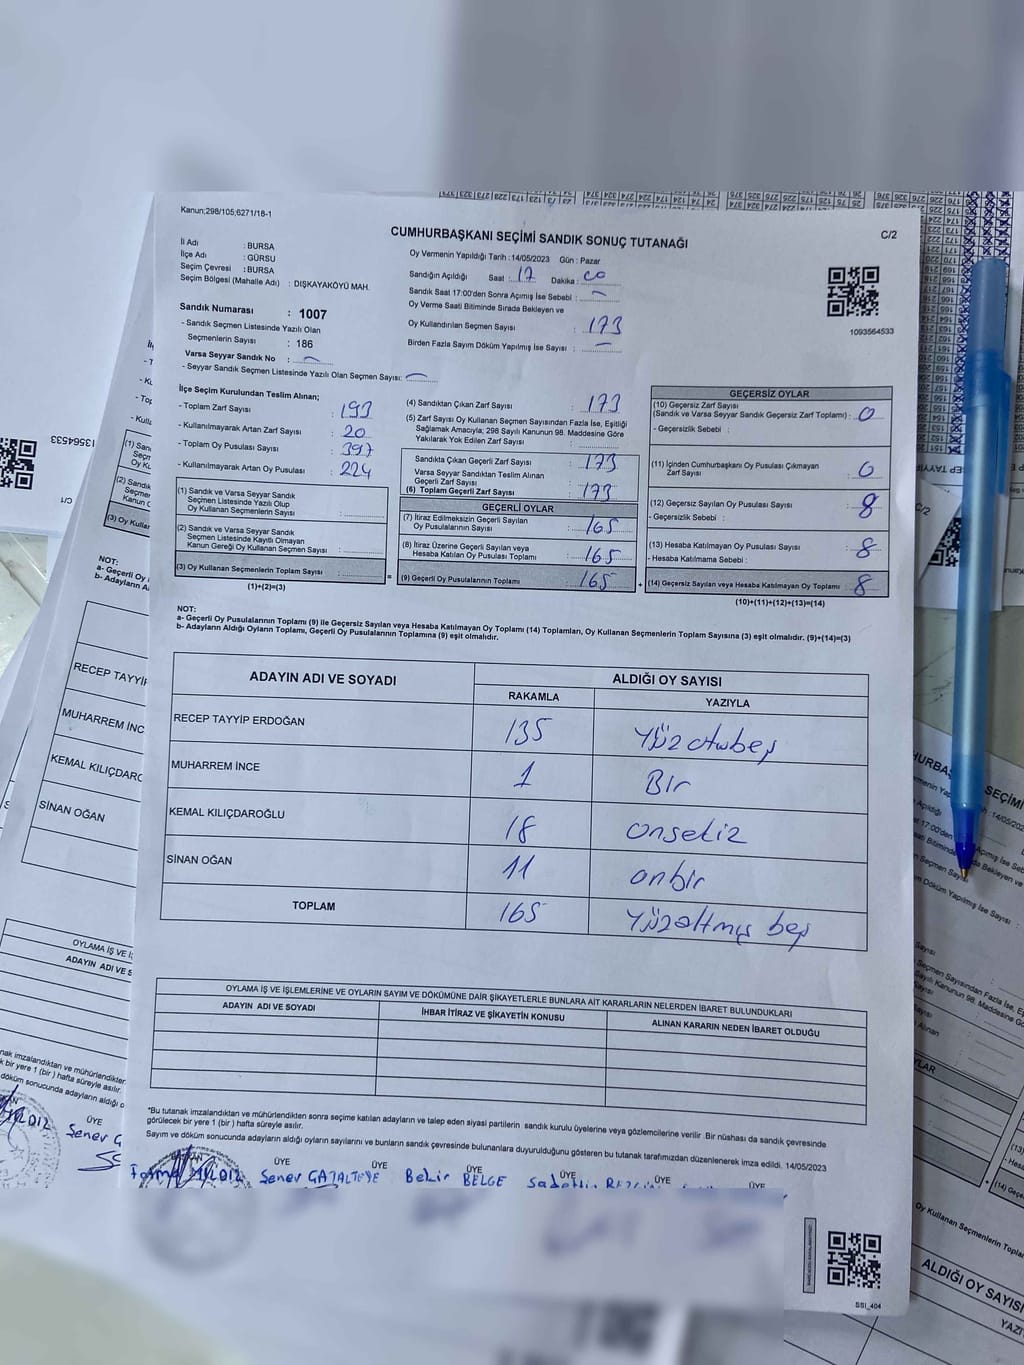 Kanun;298/105;6271/16-1
CUMHURBAŞKANI SEÇİMİ SANDIK SONUÇ TUTANAĞI
C/2
İl Adı : BURSA
İlçe Adı : GÜRSU
Seçim Çevresi : BURSA
Seçim Bölgesi (Mahalle Adı) : DIŞKAYAKÖYÜ MAH.
Sandık Numarası : 1007
- Sandık Seçmen Listesinde Yazılı Olan
Seçmenlerin Sayısı : 186
Varsa Seyyar Sandık No :
- Seyyar Sandık Seçmen Listesinde Yazılı Olan Seçmen Sayısı:
Oy Vermenin Yapıldığı Tarih :14/05/2023 Gün : Pazar
Sandığın Açıldığı Saat : 17 Dakika : 00
Sandık Saat 17:00'den Sonra Açımış İse Sebebi :
Oy Verme Saati Bitiminde Sırada Bekleyen ve
Oy Kullandırılan Seçmen Sayısı : 173
Birden Fazla Sayım Döküm Yapılmış İse Sayısı :
1093564533
İlçe Seçim Kurulundan Teslim Alınan;
- Toplam Zarf Sayısı : 193
- Kullanılmayarak Artan Zarf Sayısı : 20
- Toplam Oy Pusulası Sayısı : 397
- Kullanılmayarak Artan Oy Pusulası : 224
(1) Sandık ve Varsa Seyyar Sandık
Seçmen Listesinde Yazılı Olup
Oy Kullanan Seçmenlerin Sayısı :
(2) Sandık ve Varsa Seyyar Sandık
Seçmen Listesinde Kayıtlı Olmayan
Kanun Gereği Oy Kullanan Seçmen Sayısı :
(3) Oy Kullanan Seçmenlerin Toplam Sayısı :
(1)+(2)=(3)
(4) Sandıktan Çıkan Zarf Sayısı : 173
(5) Zarf Sayısı Oy Kullanan Seçmen Sayısından Fazla İse, Eşitliği
Sağlamak Amacıyla; 298 Sayılı Kanunun 98. Maddesine Göre
Yakılarak Yok Edilen Zarf Sayısı :
Sandıkta Çıkan Geçerli Zarf Sayısı : 173
Varsa Seyyar Sandıktan Teslim Alınan
Geçerli Zarf Sayısı :
(6) Toplam Geçerli Zarf Sayısı : 173
GEÇERLİ OYLAR
(7) İtiraz Edilmeksizin Geçerli Sayılan
Oy Pusulalarının Sayısı : 165
(8) İtiraz Üzerine Geçerli Sayılan veya
Hesaba Katılan Oy Pusulası Toplamı : 165
(9) Geçerli Oy Pusulalarının Toplamı : 165
GEÇERSİZ OYLAR
(10) Geçersiz Zarf Sayısı
(Sandık ve Varsa Seyyar Sandık Geçersiz Zarf Toplamı) : 0
- Geçersizlik Sebebi :
(11) İçinden Cumhurbaşkanı Oy Pusulası Çıkmayan
Zarf Sayısı : 0
(12) Geçersiz Sayılan Oy Pusulası Sayısı : 8
- Geçersizlik Sebebi :
(13) Hesaba Katılmayan Oy Pusulası Sayısı : 8
- Hesaba Katılmama Sebebi :
(14) Geçersiz Sayılan veya Hesaba Katılmayan Oy Toplamı : 8
(10)+(11)+(12)+(13)=(14)
NOT:
a- Geçerli Oy Pusulalarının Toplamı (9) ile Geçersiz Sayılan veya Hesaba Katılmayan Oy Toplamı (14) Toplamları, Oy Kullanan Seçmenlerin Toplam Sayısına (3) eşit olmalıdır. (9)+(14)=(3)
b- Adayların Aldığı Oyların Toplamı, Geçerli Oy Pusulalarının Toplamına (9) eşit olmalıdır.
ADAYIN ADI VE SOYADI
ALDIĞI OY SAYISI
RAKAMLA YAZIYLA
RECEP TAYYİP ERDOĞAN 135 Yüzotuzbeş
MUHARREM İNCE 1 Bir
KEMAL KILIÇDAROĞLU 18 onsekiz
SİNAN OĞAN 11 onbir
TOPLAM 165 Yüzaltmış beş
OYLAMA İŞ VE İŞLEMLERİNE VE OYLARIN SAYIM VE DÖKÜMÜNE DAİR ŞİKAYETLERLE BUNLARA AİT KARARLARIN NELERDEN İBARET BULUNDUKLARI
ADAYIN ADI VE SOYADI
İHBAR İTİRAZ VE ŞİKAYETİN KONUSU
ALINAN KARARIN NEDEN İBARET OLDUĞU
*Bu tutanak imzalandıktan ve mühürlendikten sonra seçime katılan adayların ve talep eden siyasi partilerin sandık kurulu üyelerine veya gözlemcilerine verilir .Bir nüshası da sandık çevresinde
görülecek bir yere 1 (bir ) hafta süreyle asılır.
Sayım ve döküm sonucunda adayların aldığı oyların sayılarını ve bunların sandık çevresinde bulunanlara duyurulduğunu gösteren bu tutanak tarafımızdan düzenlenerek imza edildi. 14/05/2023
ÜYE ÜYE ÜYE ÜYE ÜYE ÜYE
Şener Bekir BELGE
SSI_404
RECEP TAYYİP
MUHARREM İNC
KEMAL KILIÇDARO
SİNAN OĞAN
ALDIĞI OY SAYISI